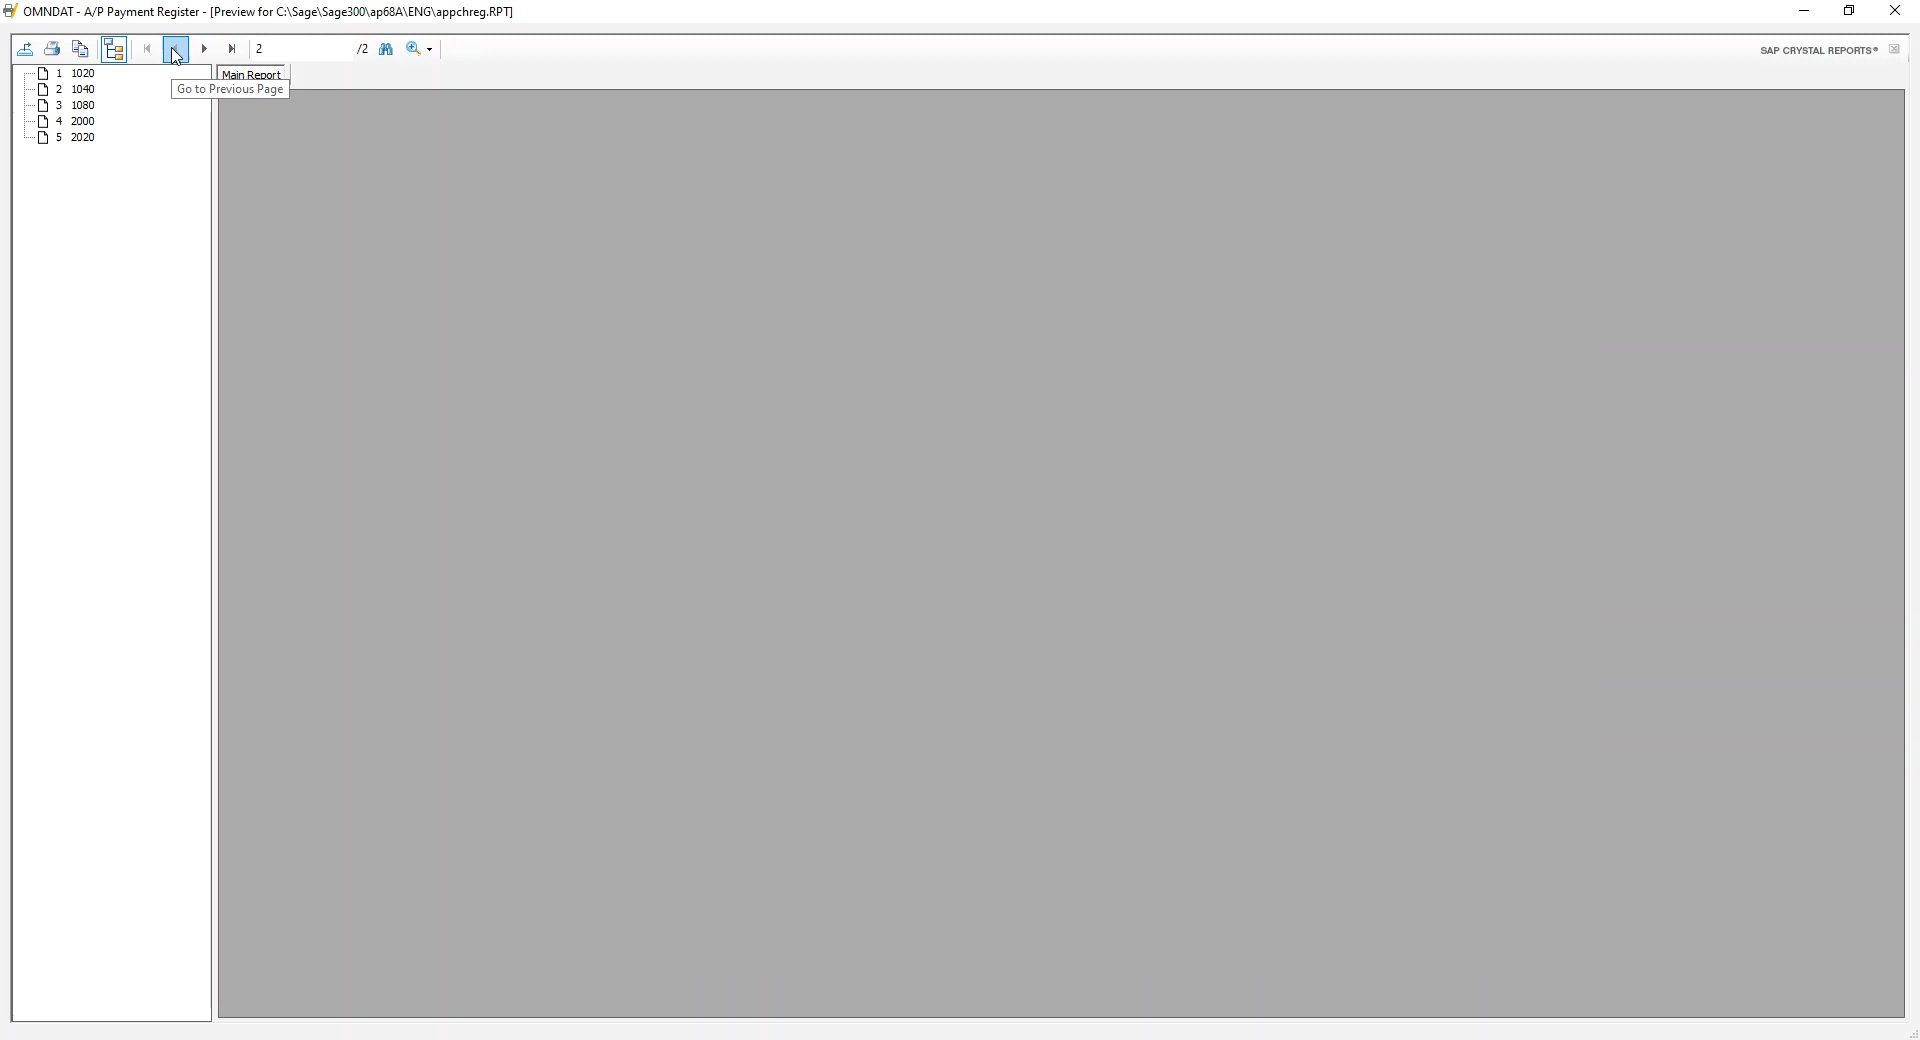 OMNDAT - A/P Payment Register - [Preview for C:\Sage\Sage300\ap68A\ENG\appchreg.RPT]
2 /2
SAP CRYSTAL REPORTS®
1 1020
2 1040
3 1080
4 2000
5 2020
Main Report
Go to Previous Page